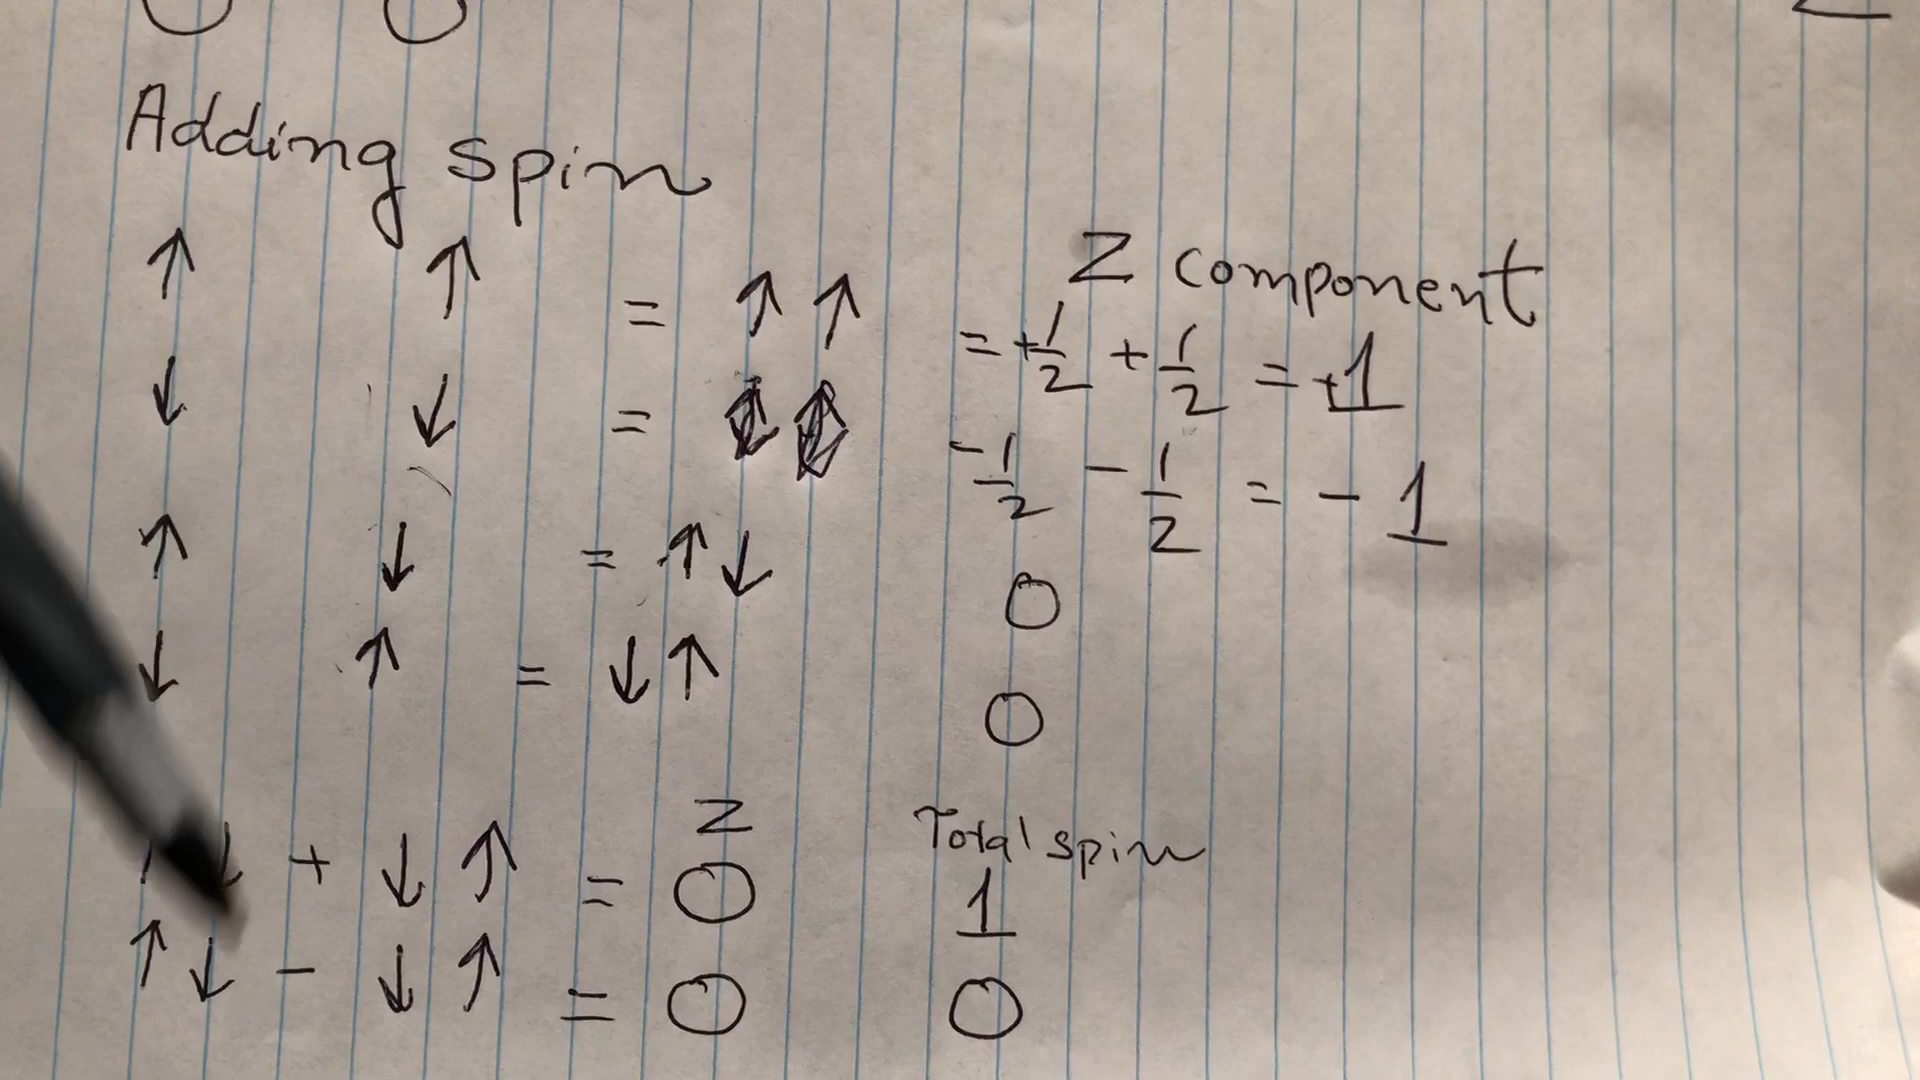 Adding spin
Z component
↑ ↑ = ↑ ↑ = +1/2 + 1/2 = +1
↓ ↓ = -1/2 - 1/2 = - 1
↑ ↓ = ↑ ↓ 0
↓ ↑ = ↓ ↑ 0
Z Total spin
↓ + ↓ ↑ = 0 1
↑ ↓ - ↓ ↑ = 0 0